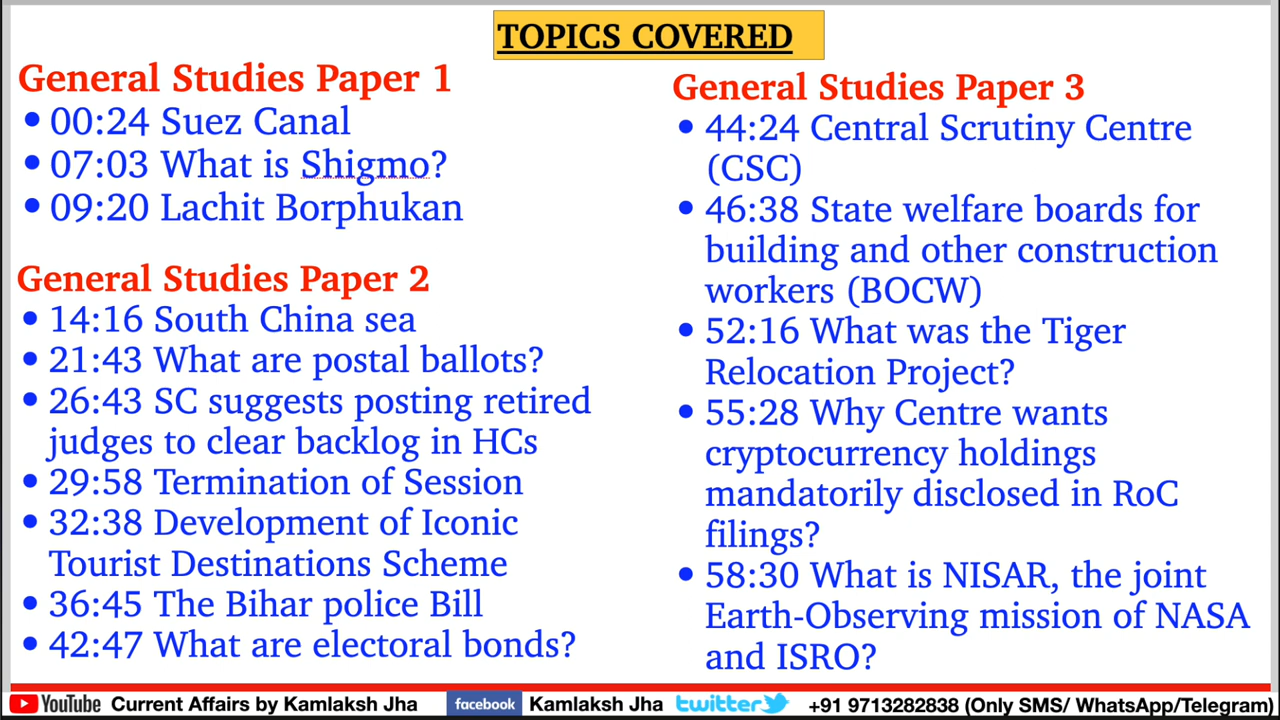 TOPICS COVERED
General Studies Paper 1
• 00:24 Suez Canal
• 07:03 What is Shigmo?
• 09:20 Lachit Borphukan
General Studies Paper 2
• 14:16 South China sea
• 21:43 What are postal ballots?
• 26:43 SC suggests posting retired
judges to clear backlog in HCs
• 29:58 Termination of Session
• 32:38 Development of Iconic
Tourist Destinations Scheme
• 36:45 The Bihar police Bill
• 42:47 What are electoral bonds?
General Studies Paper 3
• 44:24 Central Scrutiny Centre
(CSC)
• 46:38 State welfare boards for
building and other construction
workers (BOCW)
• 52:16 What was the Tiger
Relocation Project?
• 55:28 Why Centre wants
cryptocurrency holdings
mandatorily disclosed in RoC
filings?
• 58:30 What is NISAR, the joint
Earth-Observing mission of NASA
and ISRO?
YouTube Current Affairs by Kamlaksh Jha facebook Kamlaksh Jha twitter +91 9713282838 (Only SMS/ WhatsApp/Telegram)